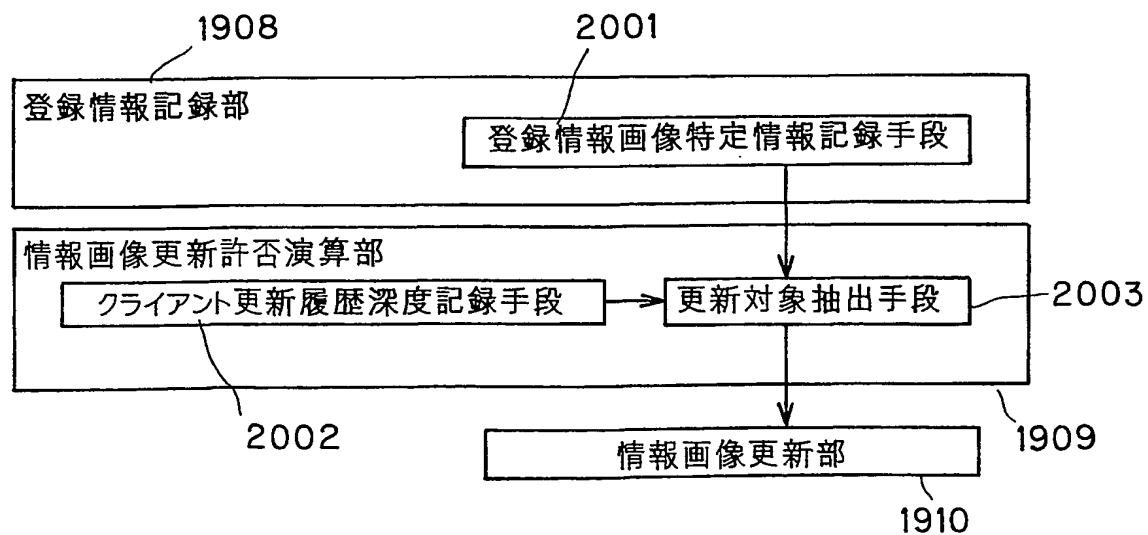 1908
2001
登録情報記録部
登録情報画像特定情報記録手段
情報画像更新許否演算部
クライアント更新履歴深度記録手段
更新対象抽出手段
2003
2002
1909
情報画像更新部
1910